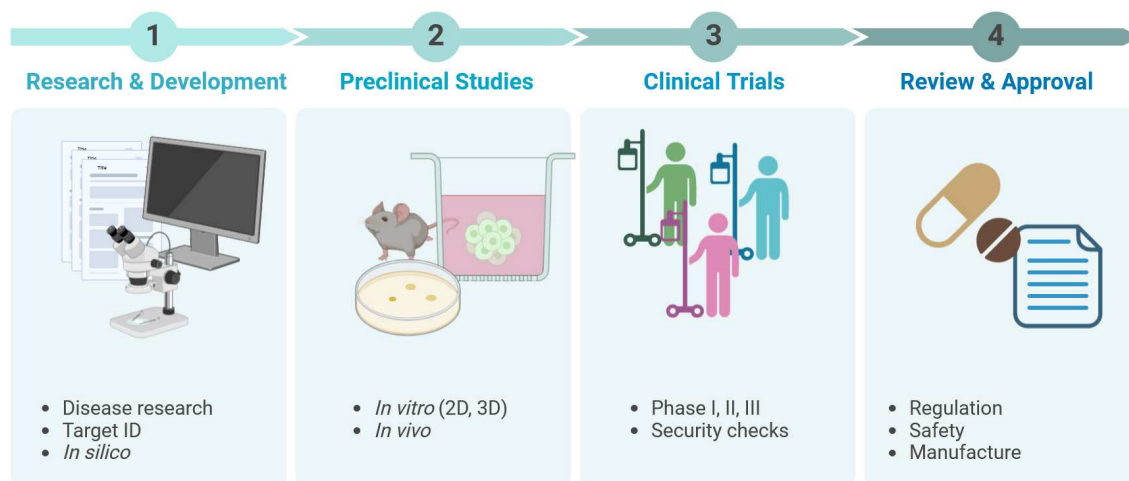 1
2
3
4
Research & Development
Preclinical Studies
Clinical Trials
Review & Approval
• Disease research
• Target ID
• In silico
• In vitro (2D, 3D)
• In vivo
• Phase I, II, III
• Security checks
• Regulation
• Safety
• Manufacture